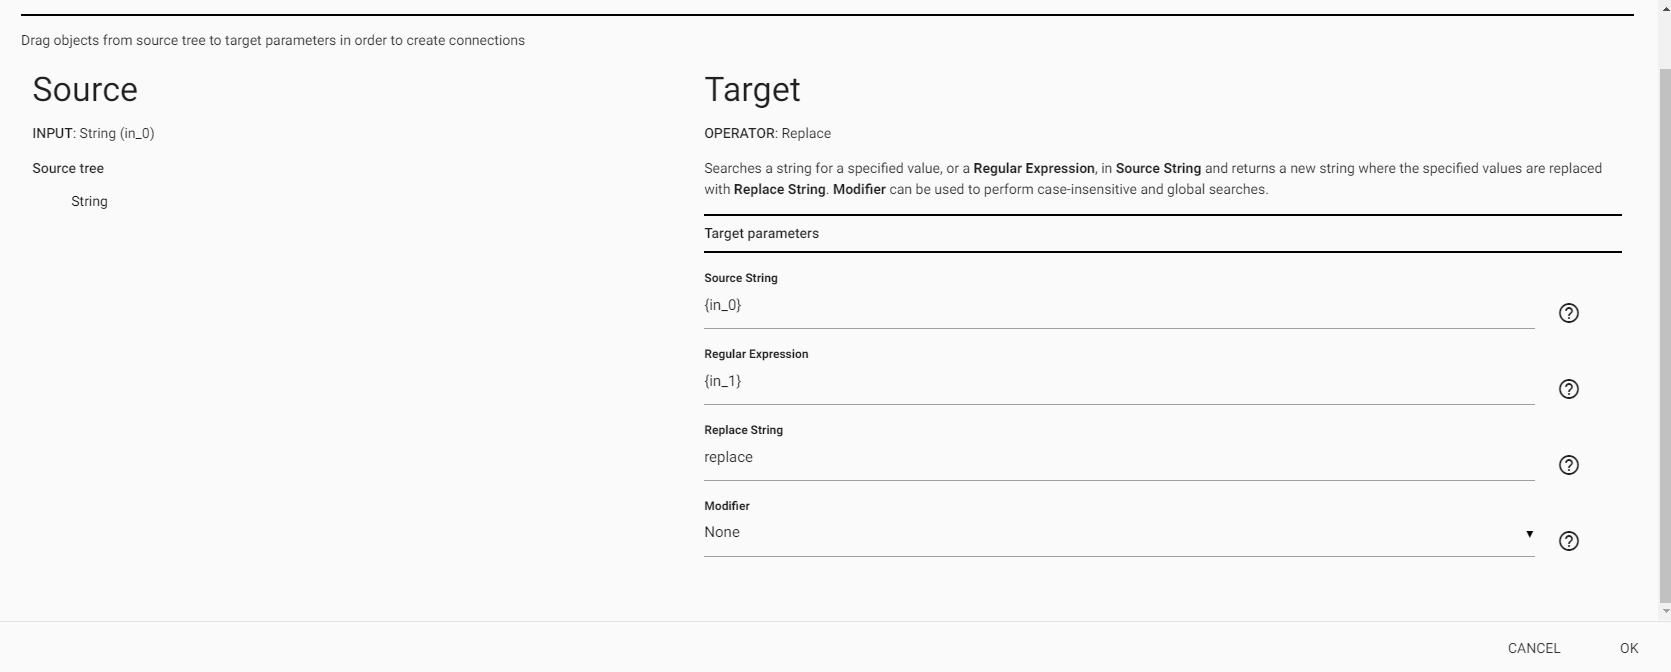 Drag objects from source tree to target parameters in order to create connections
Source
INPUT: String (in_0)
Source tree
String
Target
OPERATOR: Replace
Searches a string for a specified value, or a Regular Expression, in Source String and returns a new string where the specified values are replaced
with Replace String. Modifier can be used to perform case-insensitive and global searches.
Target parameters
Source String
{in_0}
Regular Expression
{in_1}
Replace String
replace
Modifier
None
CANCEL OK